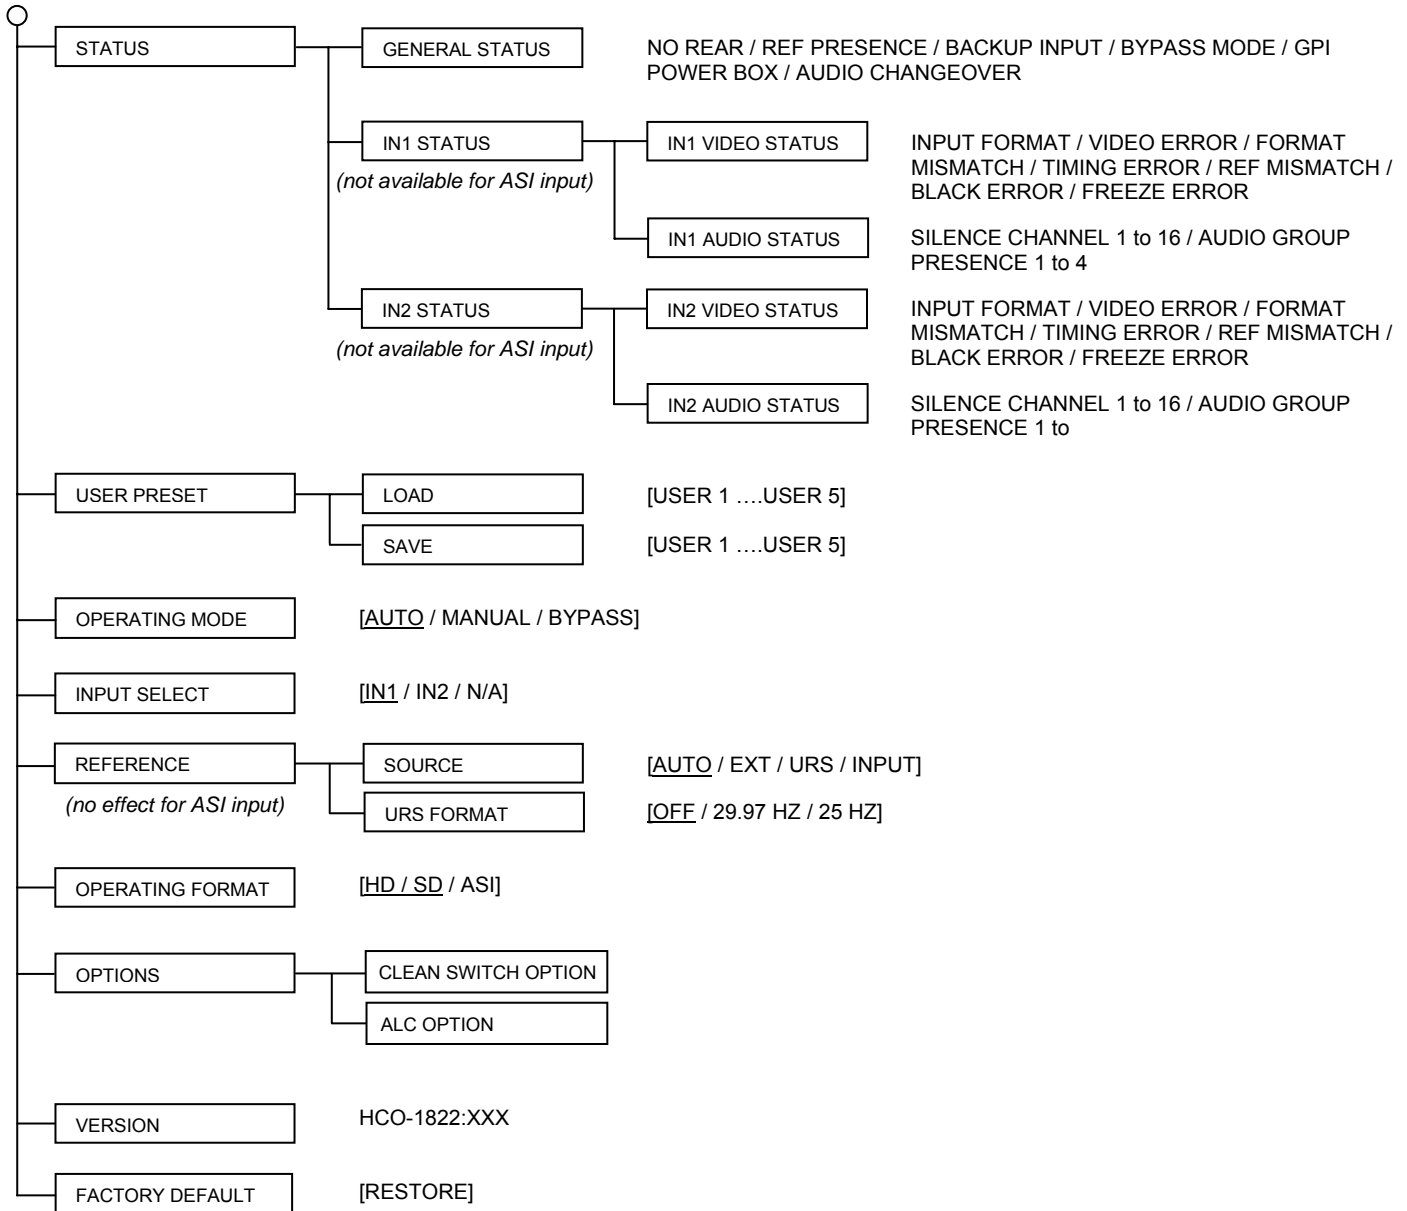 STATUS
GENERAL STATUS
NO REAR / REF PRESENCE / BACKUP INPUT / BYPASS MODE / GPI
POWER BOX / AUDIO CHANGEOVER
IN1 STATUS
(not available for ASI input)
IN1 VIDEO STATUS
INPUT FORMAT / VIDEO ERROR / FORMAT
MISMATCH / TIMING ERROR / REF MISMATCH /
BLACK ERROR / FREEZE ERROR
IN1 AUDIO STATUS
SILENCE CHANNEL 1 to 16 / AUDIO GROUP
PRESENCE 1 to 4
IN2 STATUS
(not available for ASI input)
IN2 VIDEO STATUS
INPUT FORMAT / VIDEO ERROR / FORMAT
MISMATCH / TIMING ERROR / REF MISMATCH /
BLACK ERROR / FREEZE ERROR
IN2 AUDIO STATUS
SILENCE CHANNEL 1 to 16 / AUDIO GROUP
PRESENCE 1 to
USER PRESET
LOAD
[USER 1 ….USER 5]
SAVE
[USER 1 ….USER 5]
OPERATING MODE
[AUTO / MANUAL / BYPASS]
INPUT SELECT
[IN1 / IN2 / N/A]
REFERENCE
(no effect for ASI input)
SOURCE
[AUTO / EXT / URS / INPUT]
URS FORMAT
[OFF / 29.97 HZ / 25 HZ]
OPERATING FORMAT
[HD / SD / ASI]
OPTIONS
CLEAN SWITCH OPTION
ALC OPTION
VERSION
HCO-1822:XXX
FACTORY DEFAULT
[RESTORE]